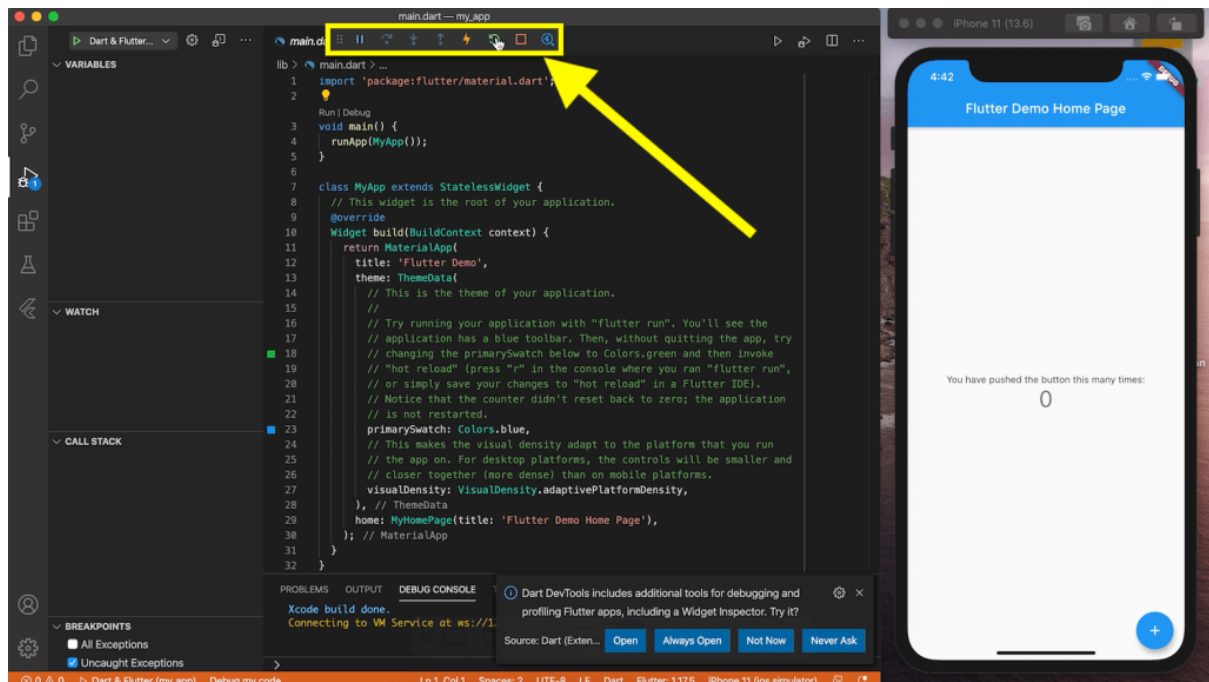 main.dart — my_app
iPhone 11 (13.6)
Dart & Flutter...
VARIABLES
WATCH
CALL STACK
BREAKPOINTS
All Exceptions
Uncaught Exceptions
lib > main.dart > ...
1 import 'package:flutter/material.dart';
2
Run | Debug
3 void main() {
4 runApp(MyApp());
5 }
6
7 class MyApp extends StatelessWidget {
8 // This widget is the root of your application.
9 @override
10 Widget build(BuildContext context) {
11 return MaterialApp(
12 title: 'Flutter Demo',
13 theme: ThemeData(
14 // This is the theme of your application.
15 //
16 // Try running your application with "flutter run". You'll see the
17 // application has a blue toolbar. Then, without quitting the app, try
18 // changing the primarySwatch below to Colors.green and then invoke
19 // "hot reload" (press "r" in the console where you ran "flutter run",
20 // or simply save your changes to "hot reload" in a Flutter IDE).
21 // Notice that the counter didn't reset back to zero; the application
22 // is not restarted.
23 primarySwatch: Colors.blue,
24 // This makes the visual density adapt to the platform that you run
25 // the app on. For desktop platforms, the controls will be smaller and
26 // closer together (more dense) than on mobile platforms.
27 visualDensity: VisualDensity.adaptivePlatformDensity,
28 ), // ThemeData
29 home: MyHomePage(title: 'Flutter Demo Home Page'),
30 ); // MaterialApp
31 }
32 }
PROBLEMS OUTPUT DEBUG CONSOLE
Xcode build done.
Connecting to VM Service at ws://
Dart DevTools includes additional tools for debugging and
profiling Flutter apps, including a Widget Inspector. Try it?
Source: Dart (Exten... Open Always Open Not Now Never Ask
0 0 Dart & Flutter (my_app) Debug my code Ln 1, Col 1 Spaces: 2 UTF-8 LF Dart Flutter: 1.17.5 iPhone 11 (ios simulator)
4:42
DEBUG
Flutter Demo Home Page
You have pushed the button this many times:
0